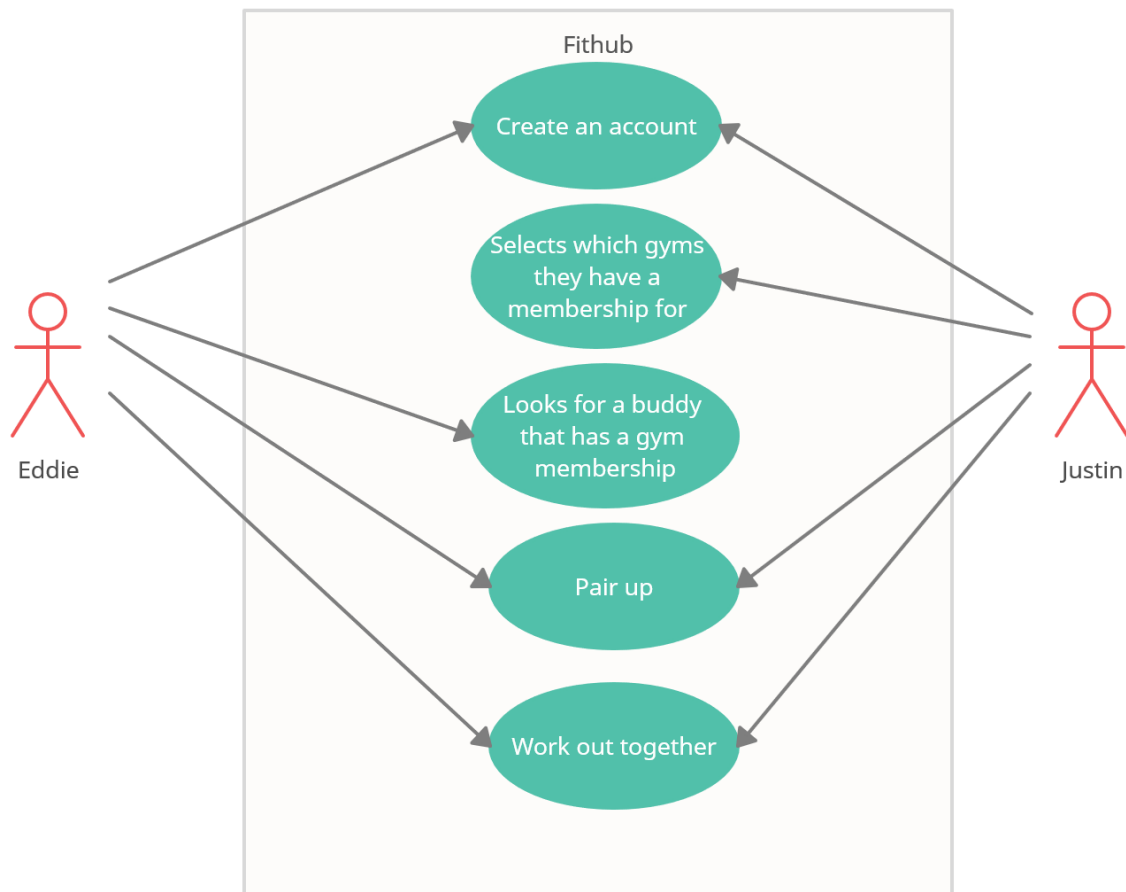 Fithub
Create an account
Selects which gyms
they have a
membership for
Looks for a buddy
that has a gym
membership
Eddie
Justin
Pair up
Work out together